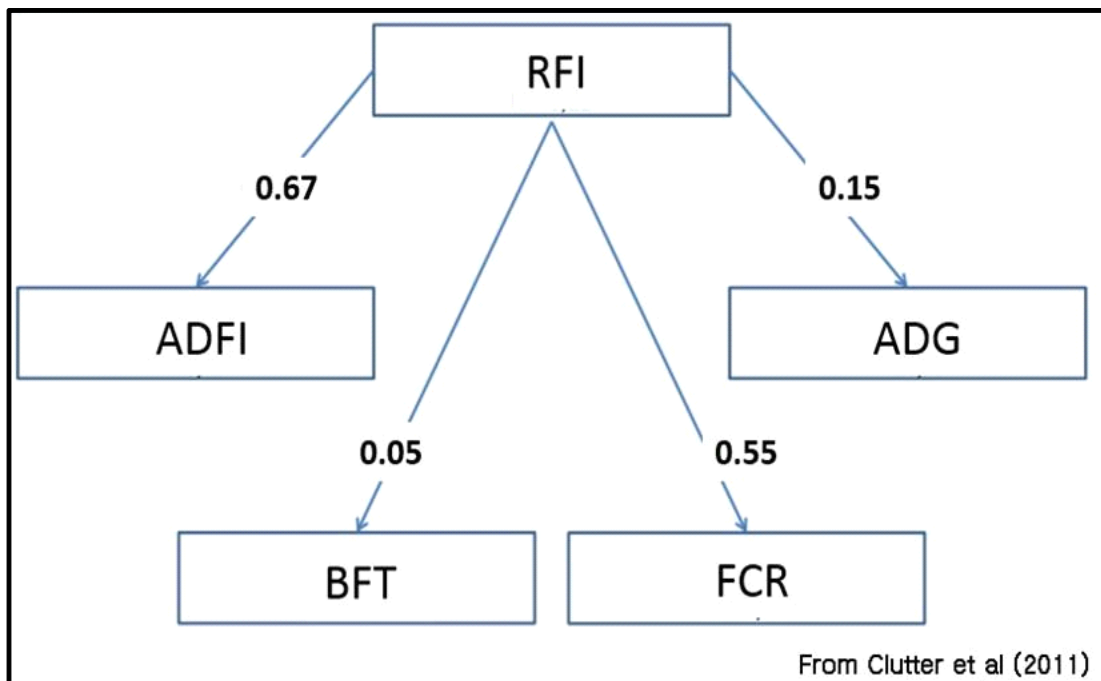 RFI
0.67
0.15
ADFI
ADG
0.05
0.55
BFT
FCR
From Clutter et al (2011)